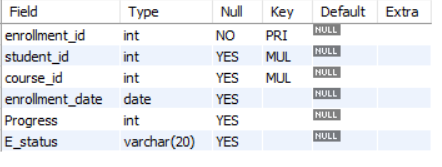 Field Type Null Key Default Extra
enrollment_id int NO PRI NULL
student_id int YES MUL NULL
course_id int YES MUL NULL
enrollment_date date YES NULL
Progress int YES NULL
E_status varchar(20) YES NULL